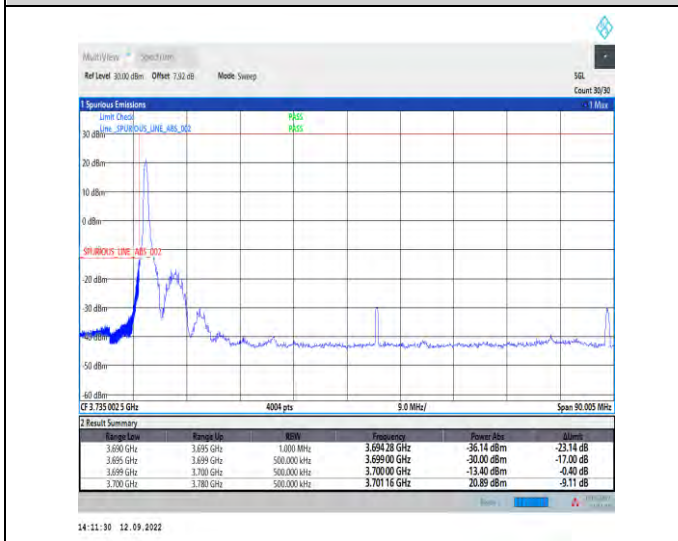 MultiView Spectrum
Ref Level 30.00 dBm Offset 7.92 dB Mode Sweep SGL
Count 30/30
1 Spurious Emissions 1 Max
Limit Check PASS
Line _SPURIOUS_LINE_ABS_002 PASS
30 dBm
20 dBm
10 dBm
0 dBm
_SPURIOUS_LINE_ABS_002
-20 dBm
-30 dBm
-40 dBm
-50 dBm
-60 dBm
CF 3.735 002 5 GHz 4004 pts 9.0 MHz/ Span 90.005 MHz
2 Result Summary
Range Low Range Up RBW Frequency Power Abs ΔLimit
3.690 GHz 3.695 GHz 1.000 MHz 3.694 28 GHz -36.14 dBm -23.14 dB
3.695 GHz 3.699 GHz 500.000 kHz 3.699 00 GHz -30.00 dBm -17.00 dB
3.699 GHz 3.700 GHz 500.000 kHz 3.700 00 GHz -13.40 dBm -0.40 dB
3.700 GHz 3.780 GHz 500.000 kHz 3.701 16 GHz 20.89 dBm -9.11 dB
14:11:30 12.09.2022